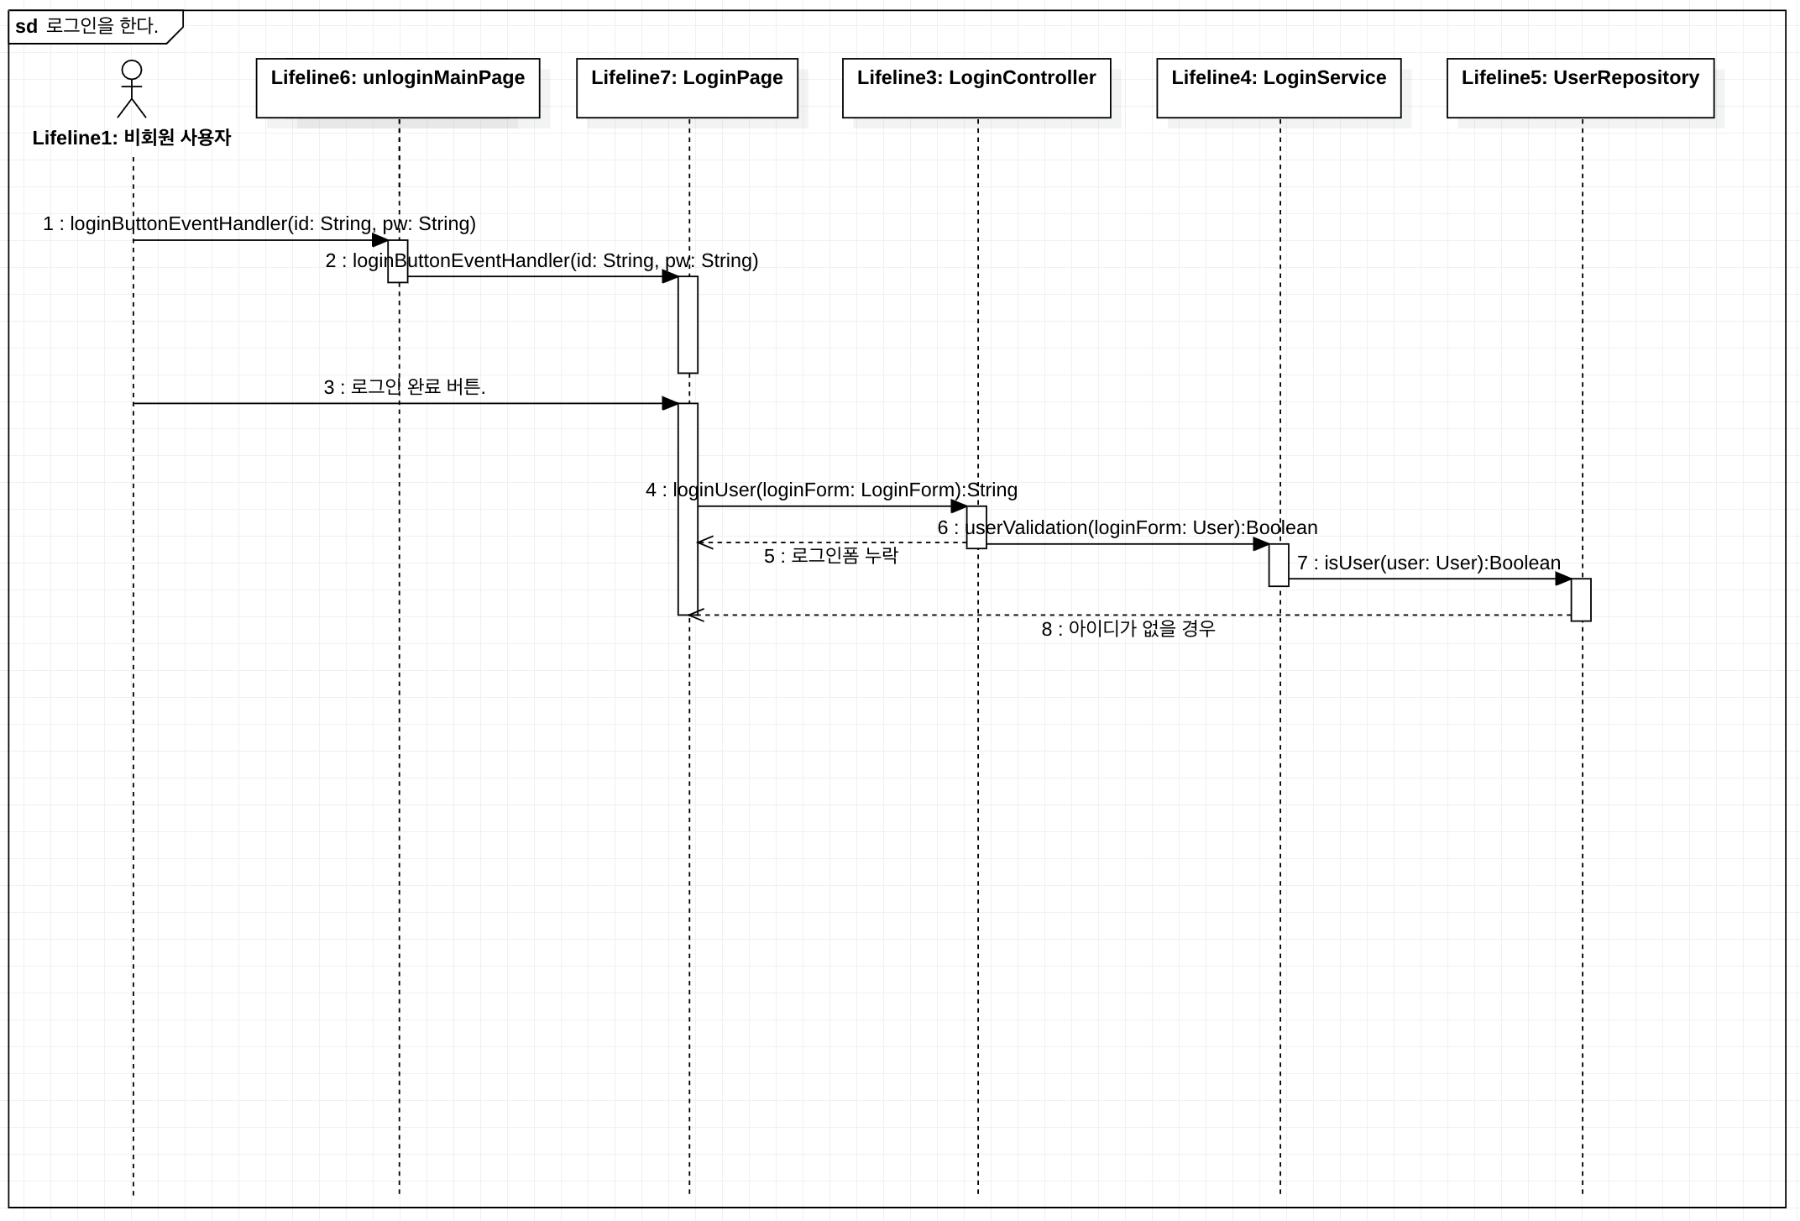 sd 로그인을 한다.
Lifeline1: 비회원 사용자
Lifeline6: unloginMainPage
Lifeline7: LoginPage
Lifeline3: LoginController
Lifeline4: LoginService
Lifeline5: UserRepository
1 : loginButtonEventHandler(id: String, pw: String)
2 : loginButtonEventHandler(id: String, pw: String)
3 : 로그인 완료 버튼.
4 : loginUser(loginForm: LoginForm):String
6 : userValidation(loginForm: User):Boolean
5 : 로그인폼 누락
7 : isUser(user: User):Boolean
8 : 아이디가 없을 경우